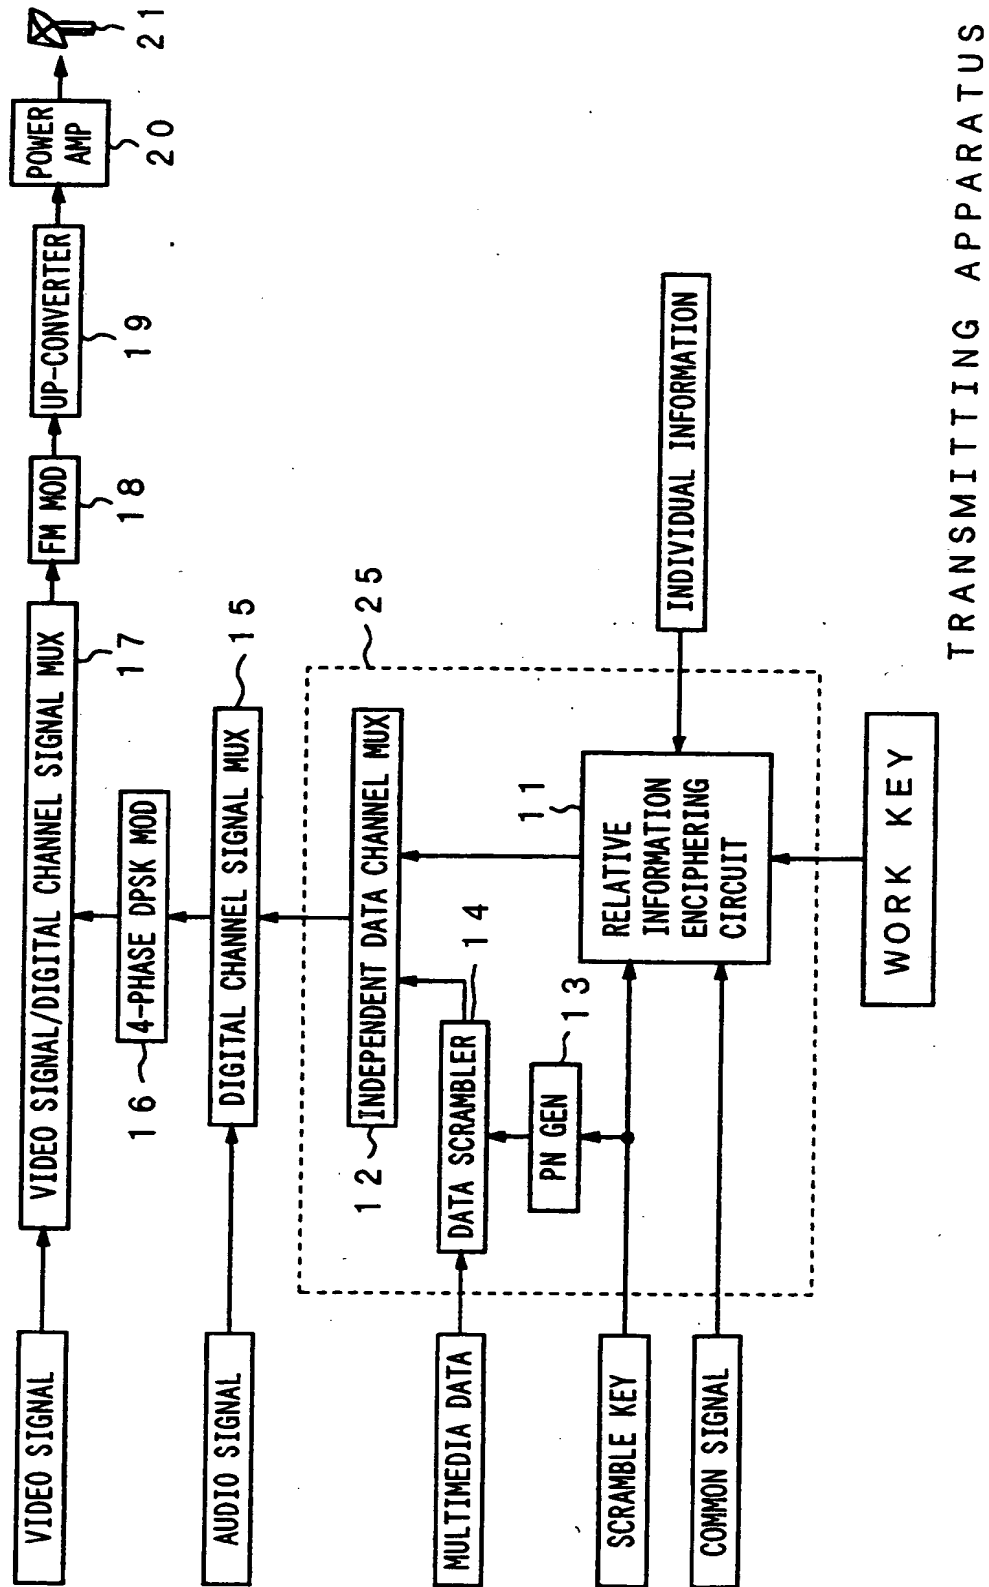 VIDEO SIGNAL
VIDEO SIGNAL/DIGITAL CHANNEL SIGNAL MUX
17
FM MOD
18
UP-CONVERTER
19
POWER
AMP
20
21
16
4-PHASE DPSK MOD
AUDIO SIGNAL
DIGITAL CHANNEL SIGNAL MUX
15
25
12
INDEPENDENT DATA CHANNEL MUX
MULTIMEDIA DATA
DATA SCRAMBLER
14
PN GEN
13
11
RELATIVE
INFORMATION
ENCIPHERING
CIRCUIT
INDIVIDUAL INFORMATION
SCRAMBLE KEY
COMMON SIGNAL
WORK KEY
TRANSMITTING APPARATUS